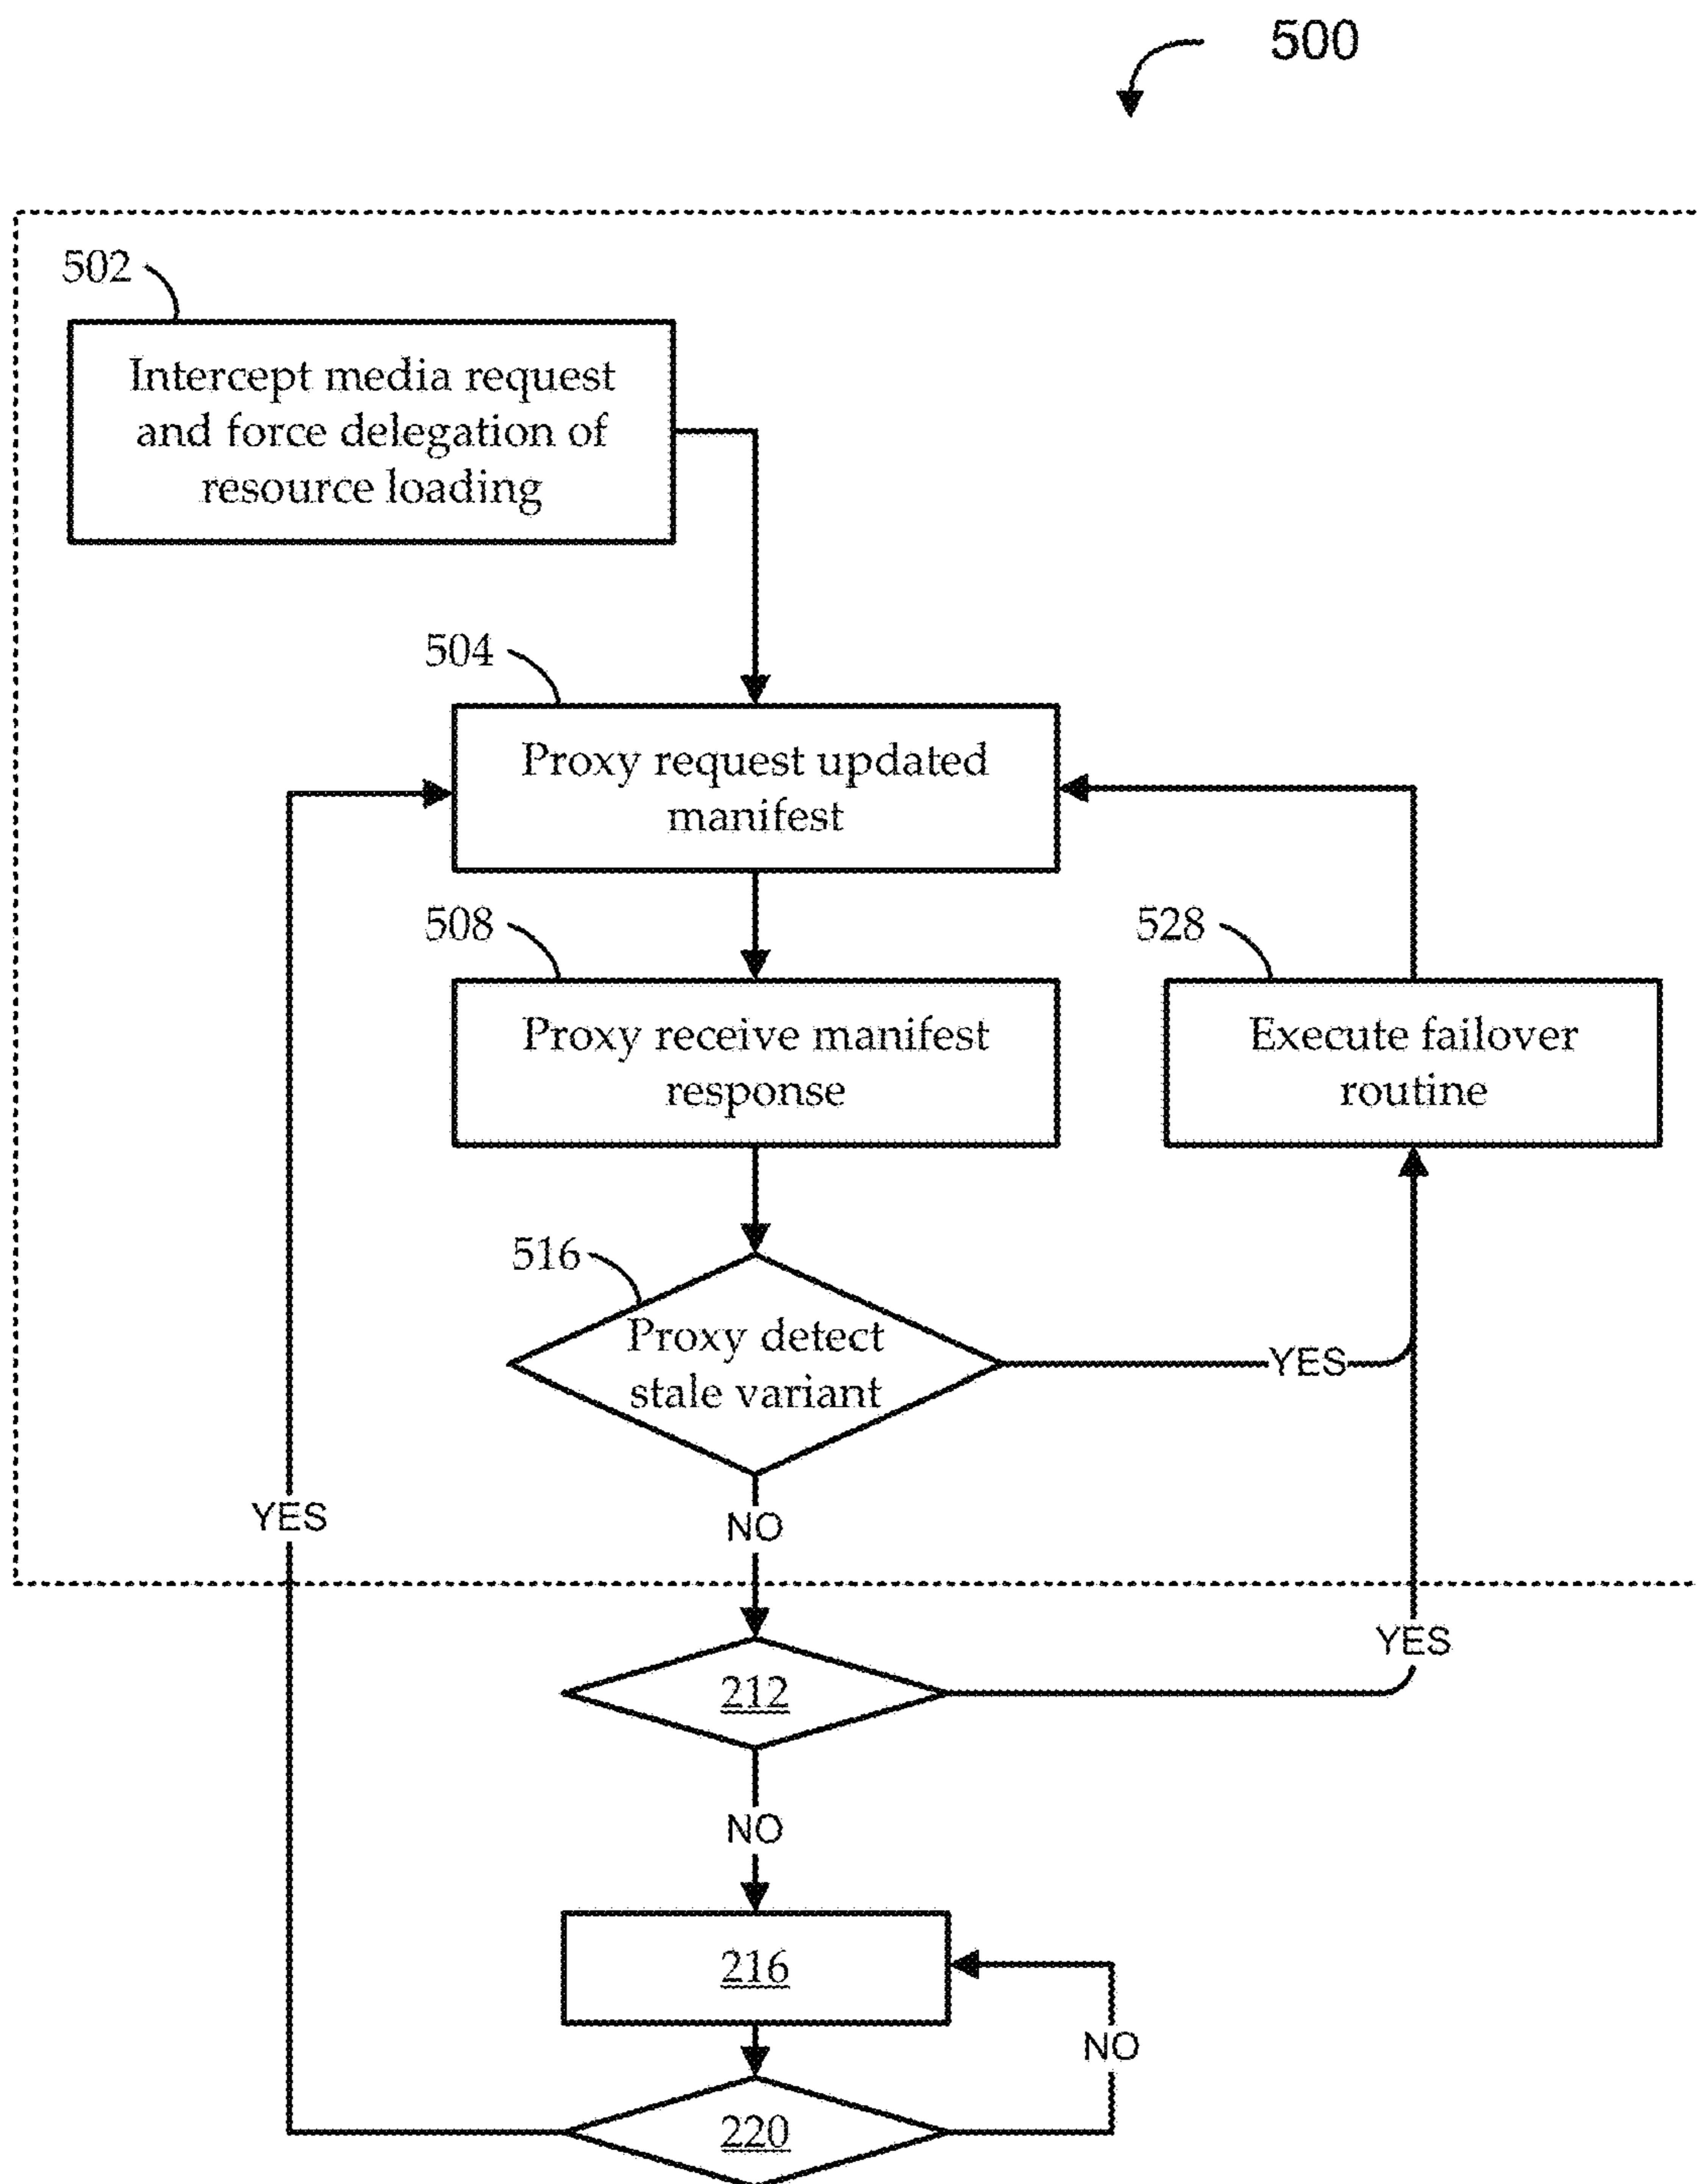 500
502
Intercept media request
and force delegation of
resource loading
504
Proxy request updated
manifest
508
Proxy receive manifest
response
528
Execute failover
routine
516
Proxy detect
stale variant
YES
YES
NO
YES
212
NO
216
NO
220